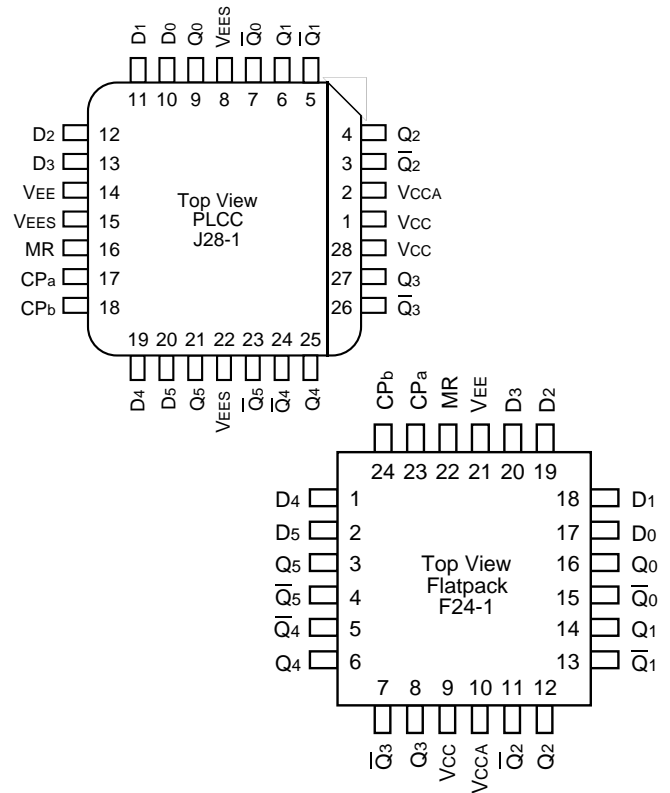 D1 D0 Q0 VEES Q̅0 Q1 Q̅1
11 10 9 8 7 6 5
D2 12
D3 13
VEE 14
VEES 15
MR 16
CPa 17
CPb 18
Top View
PLCC
J28-1
4 Q2
3 Q̅2
2 VCCA
1 VCC
28 VCC
27 Q3
26 Q̅3
19 20 21 22 23 24 25
D4 D5 Q5 VEES Q̅5 Q̅4 Q4
CPb CPa MR VEE D3 D2
24 23 22 21 20 19
D4 1
D5 2
Q5 3
Q̅5 4
Q̅4 5
Q4 6
Top View
Flatpack
F24-1
18 D1
17 D0
16 Q0
15 Q̅0
14 Q1
13 Q̅1
7 8 9 10 11 12
Q̅3 Q3 VCC VCCA Q̅2 Q2